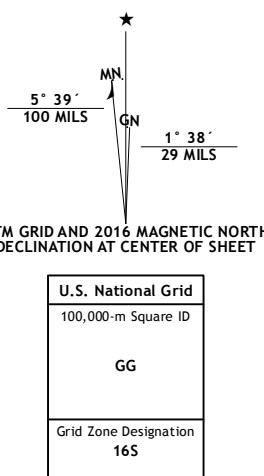 ★
MN
GN
5° 39´
100 MILS
1° 38´
29 MILS
TM GRID AND 2016 MAGNETIC NORTH
DECLINATION AT CENTER OF SHEET
U.S. National Grid
100,000-m Square ID
GG
Grid Zone Designation
16S